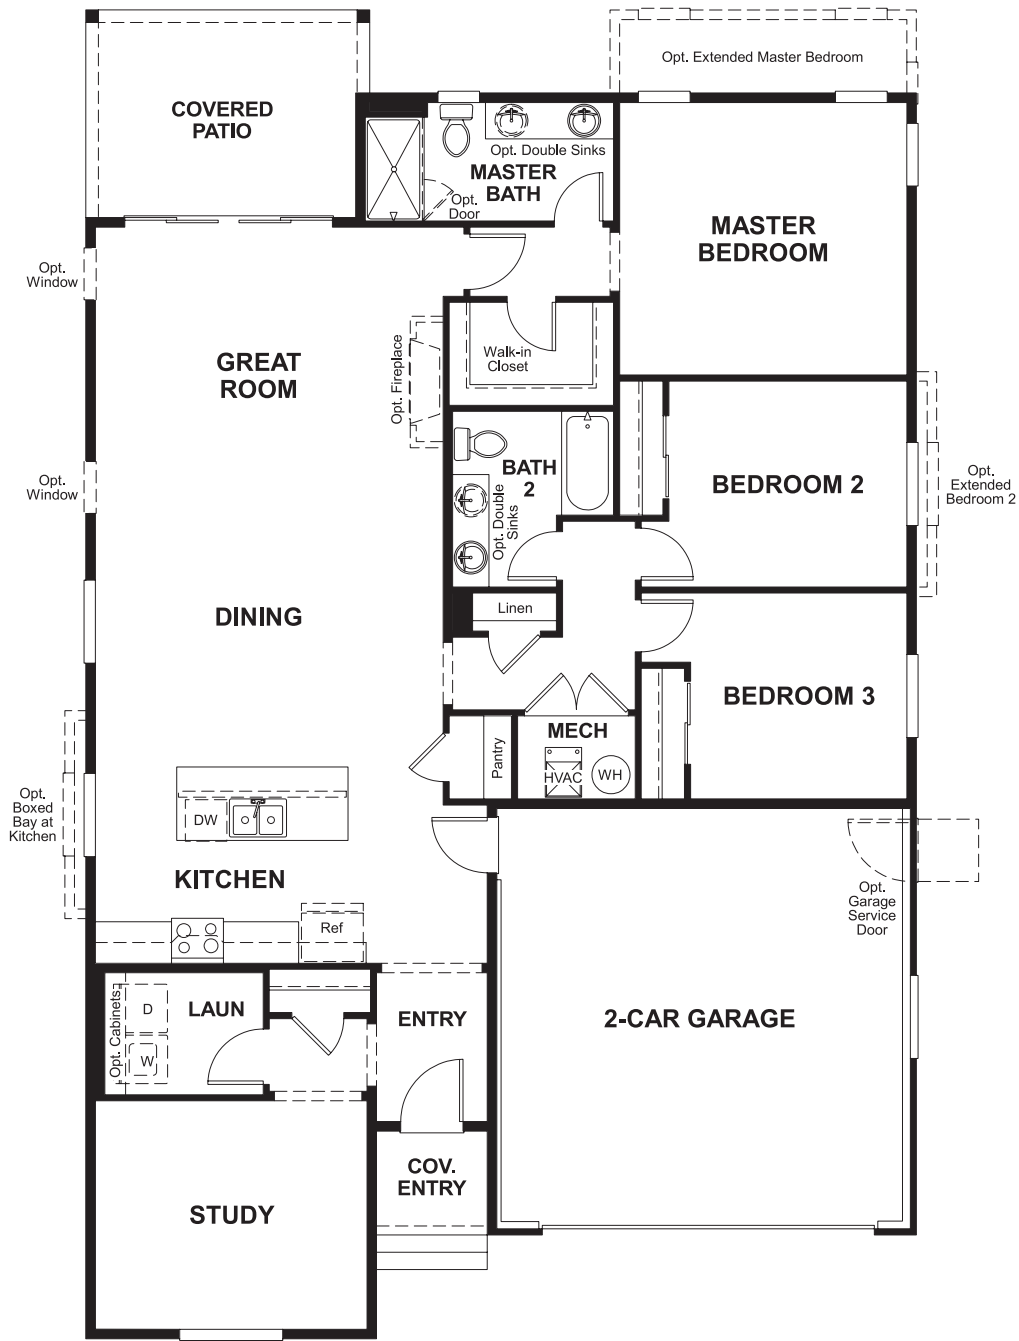 Opt. Extended Master Bedroom
COVERED
PATIO
Opt. Double Sinks
MASTER
BATH
Opt.
Door
MASTER
BEDROOM
Opt.
Window
GREAT
ROOM
Opt. Fireplace
Walk-in
Closet
BATH
2
Opt. Double
Sinks
BEDROOM 2
Opt.
Extended
Bedroom 2
Opt.
Window
DINING
Linen
BEDROOM 3
MECH
HVAC
WH
Pantry
Opt.
Boxed
Bay at
Kitchen
DW
KITCHEN
Ref
Opt.
Garage
Service
Door
Opt. Cabinets
D
W
LAUN
ENTRY
2-CAR GARAGE
COV.
ENTRY
STUDY